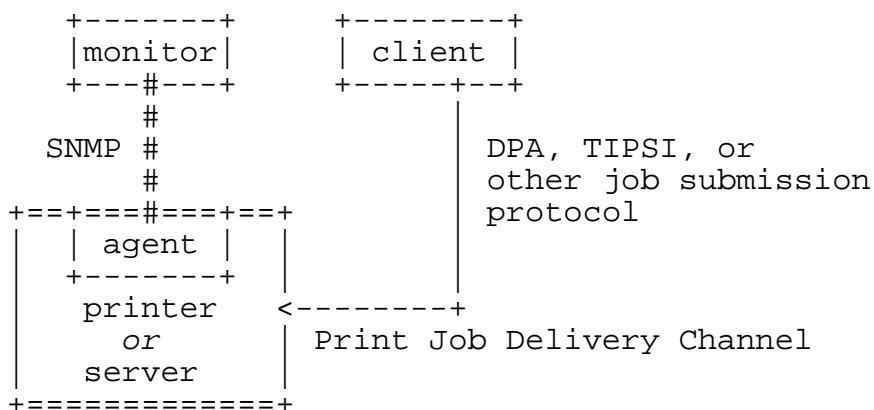 monitor client
SNMP DPA, TIPSI, or
other job submission
protocol
agent
printer
or Print Job Delivery Channel
server